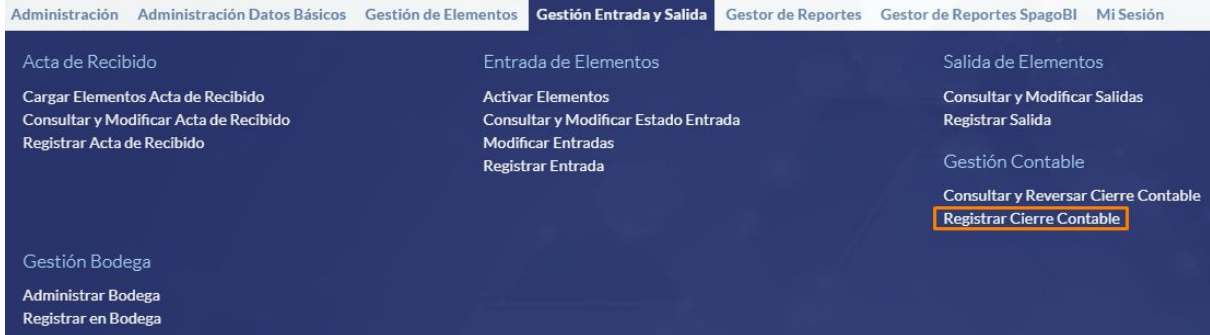 Administración Administración Datos Básicos Gestión de Elementos Gestión Entrada y Salida Gestor de Reportes Gestor de Reportes SpagoBI Mi Sesión
Acta de Recibido
Cargar Elementos Acta de Recibido
Consultar y Modificar Acta de Recibido
Registrar Acta de Recibido
Entrada de Elementos
Activar Elementos
Consultar y Modificar Estado Entrada
Modificar Entradas
Registrar Entrada
Salida de Elementos
Consultar y Modificar Salidas
Registrar Salida
Gestión Contable
Consultar y Reversar Cierre Contable
Registrar Cierre Contable
Gestión Bodega
Administrar Bodega
Registrar en Bodega